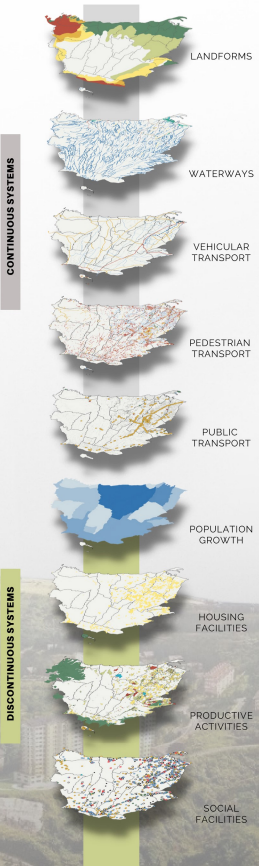 LANDFORMS
CONTINUOUS SYSTEMS
WATERWAYS
VEHICULAR
TRANSPORT
PEDESTRIAN
TRANSPORT
PUBLIC
TRANSPORT
POPULATION
GROWTH
DISCONTINUOUS SYSTEMS
HOUSING
FACILITIES
PRODUCTIVE
ACTIVITIES
SOCIAL
FACILITIES